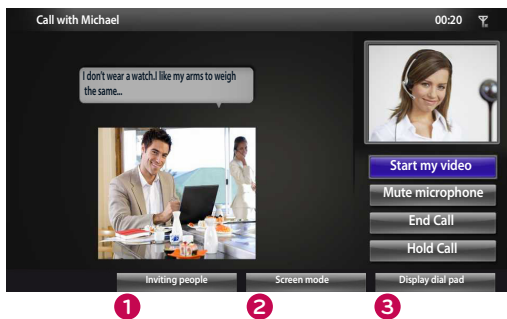 Call with Michael 00:20
I don't wear a watch.I like my arms to weigh
the same...
Start my video
Mute microphone
End Call
Hold Call
Inviting people Screen mode Display dial pad
1 2 3